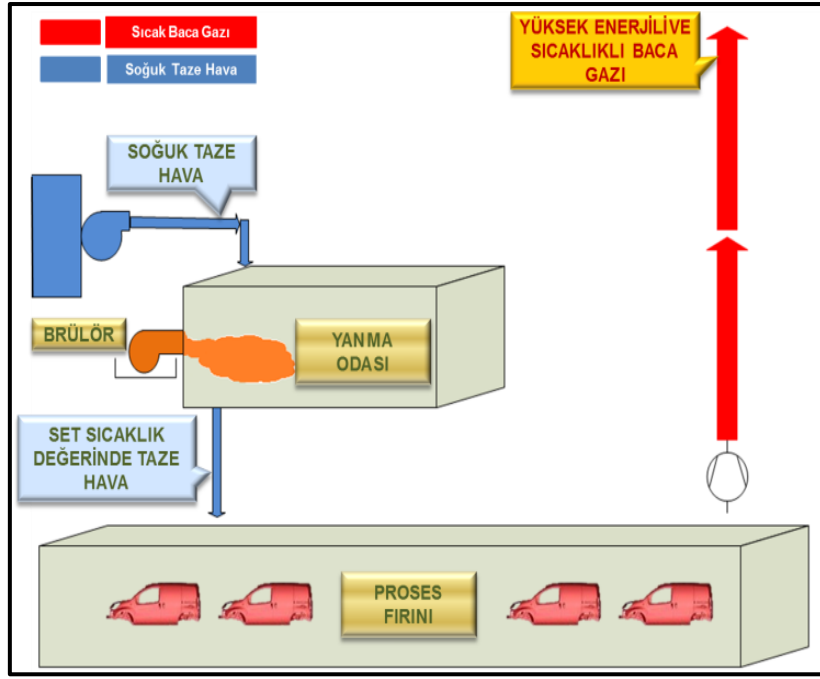 Sıcak Baca Gazı
Soğuk Taze Hava
YÜKSEK ENERJİLİVE
SICAKLIKLI BACA
GAZI
SOĞUK TAZE
HAVA
BRÜLÖR
YANMA
ODASI
SET SICAKLIK
DEĞERİNDE TAZE
HAVA
PROSES
FIRINI